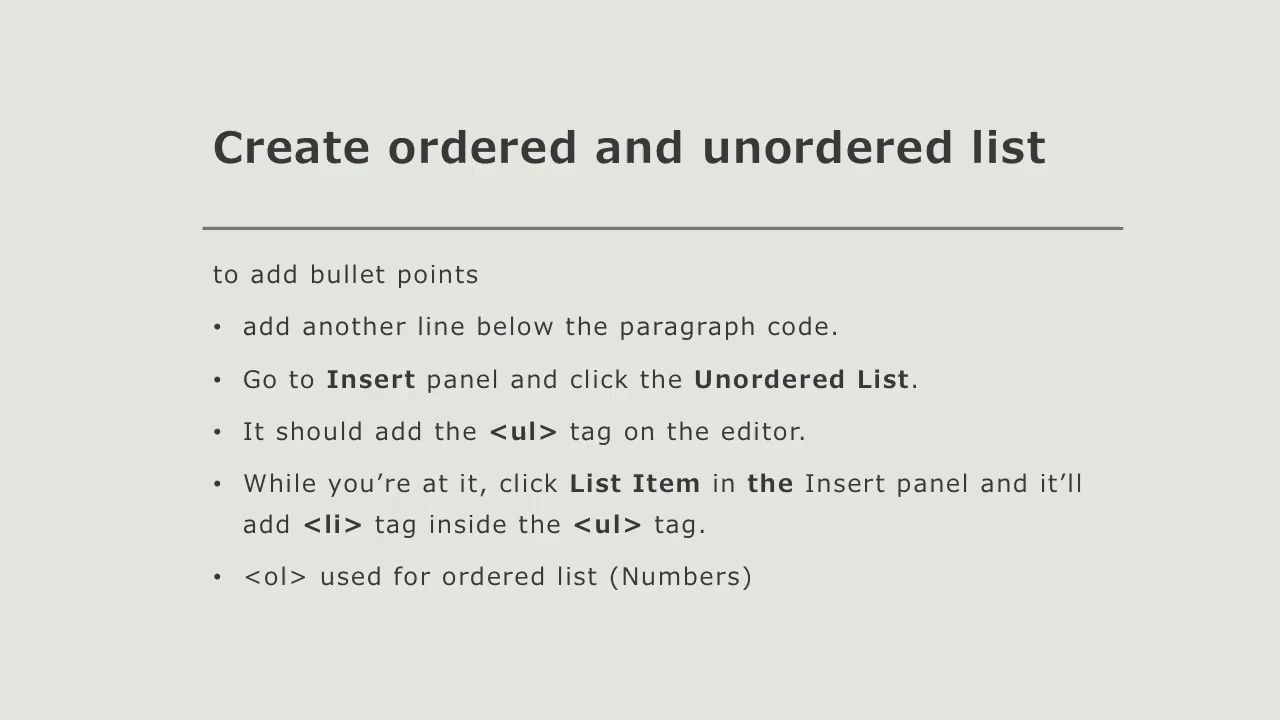 Create ordered and unordered list
to add bullet points
• add another line below the paragraph code.
• Go to Insert panel and click the Unordered List.
• It should add the <ul> tag on the editor.
• While you’re at it, click List Item in the Insert panel and it’ll
add <li> tag inside the <ul> tag.
• <ol> used for ordered list (Numbers)